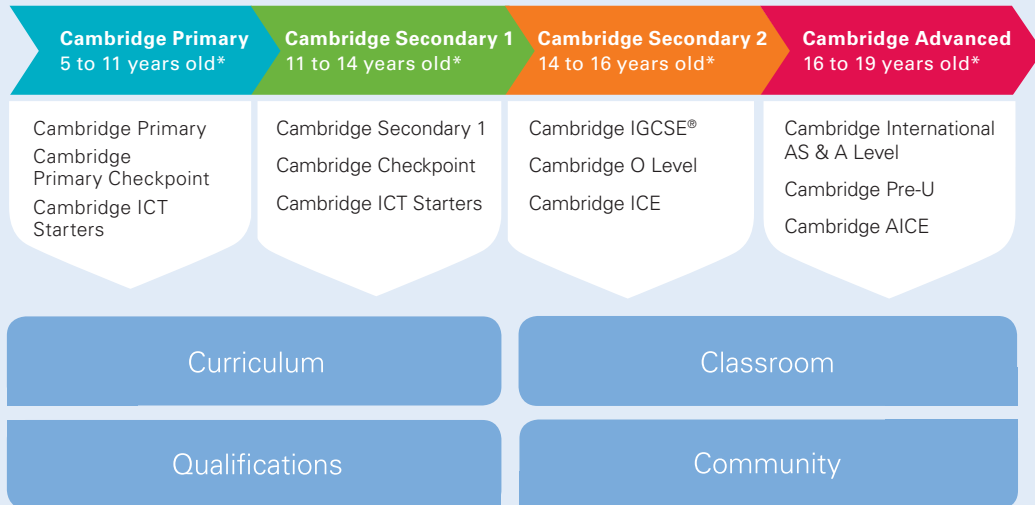 Cambridge Primary
5 to 11 years old*
Cambridge Secondary 1
11 to 14 years old*
Cambridge Secondary 2
14 to 16 years old*
Cambridge Advanced
16 to 19 years old*
Cambridge Primary
Cambridge
Primary Checkpoint
Cambridge ICT
Starters
Cambridge Secondary 1
Cambridge Checkpoint
Cambridge ICT Starters
Cambridge IGCSE®
Cambridge O Level
Cambridge ICE
Cambridge International
AS & A Level
Cambridge Pre-U
Cambridge AICE
Curriculum
Classroom
Qualifications
Community